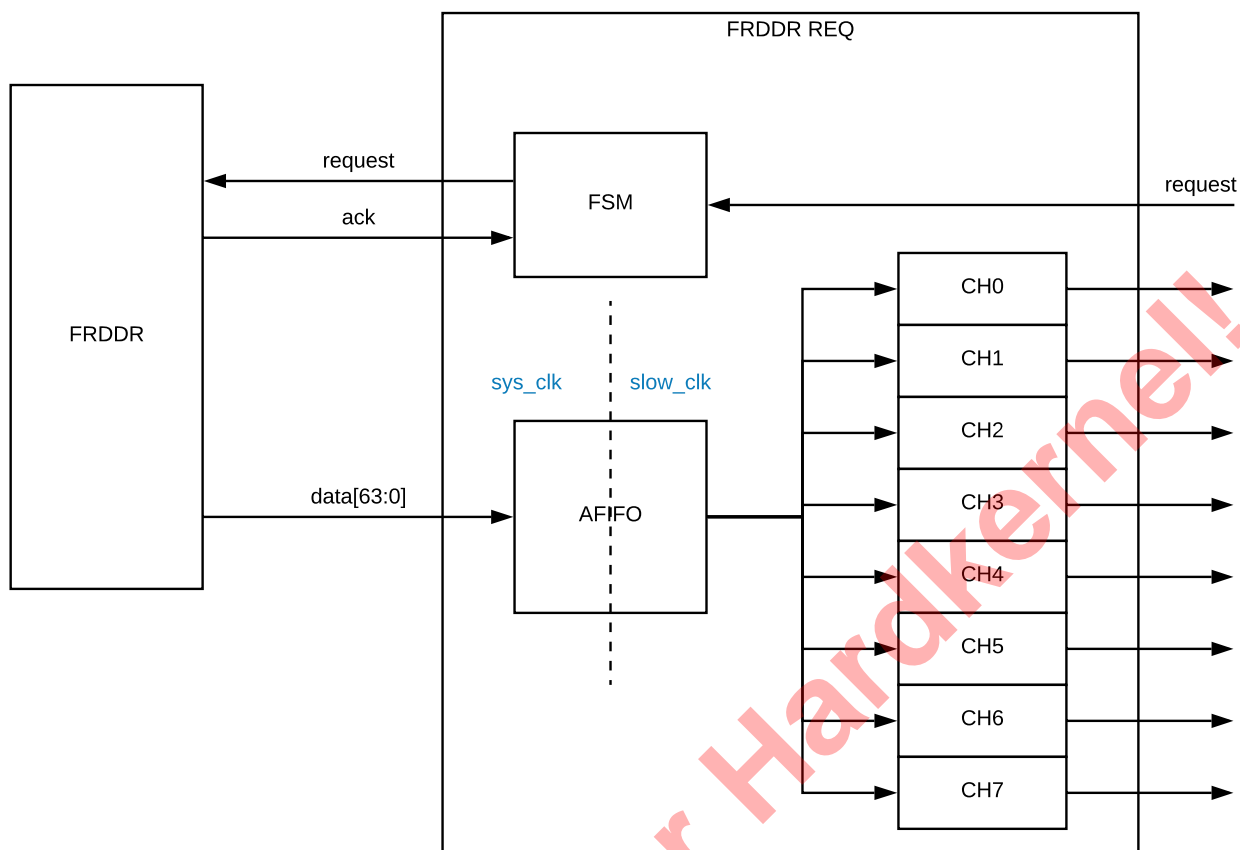 FRDDR REQ
request
FSM
request
ack
CH0
FRDDR
CH1
sys_clk
slow_clk
CH2
data[63:0]
AFIFO
CH3
CH4
CH5
CH6
CH7
r Hardkernel!